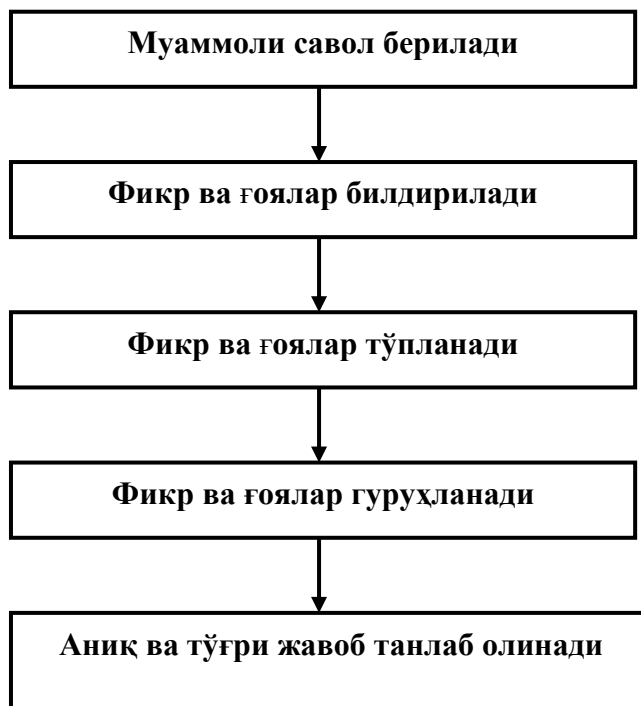 Муаммоли савол берилади
Фикр ва ғоялар билдирилади
Фикр ва ғоялар тўпланади
Фикр ва ғоялар гуруҳланади
Аниқ ва тўғри жавоб танлаб олинади